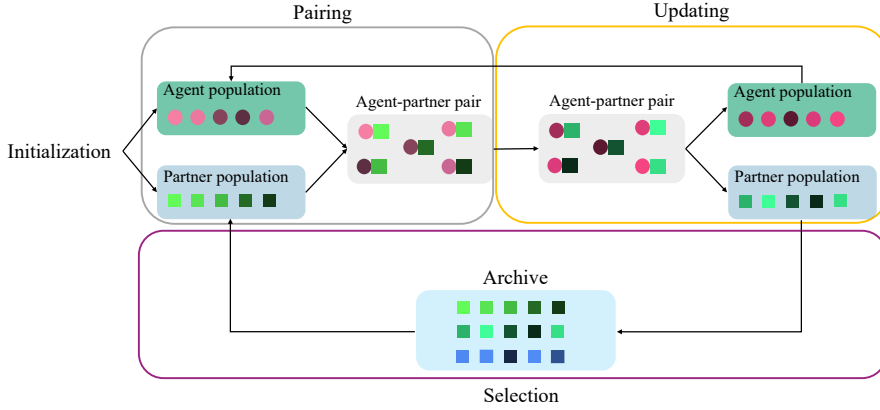 Pairing
Updating
Agent population
Agent-partner pair
Agent-partner pair
Agent population
Initialization
Partner population
Partner population
Archive
Selection